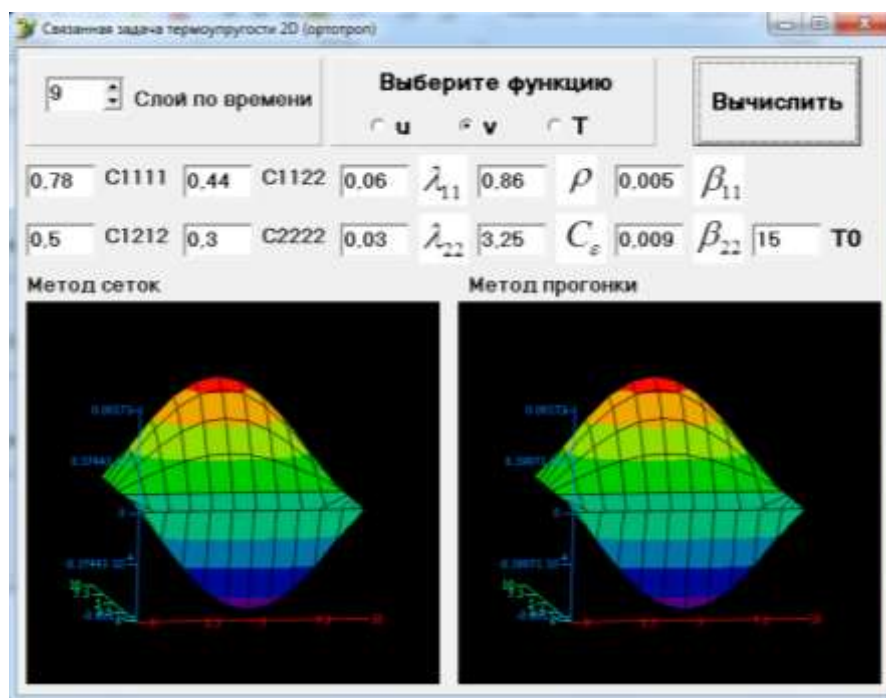 Связанная задача термоупругости 2D (ортотроп)
9 Слой по времени
Выберите функцию
u v T
Вычислить
0.78 C1111 0.44 C1122 0.06 λ11 0.86 ρ 0.005 β11
0.5 C1212 0.3 C2222 0.03 λ22 3.25 Cε 0.009 β22 15 T0
Метод сеток
Метод прогонки
0
0